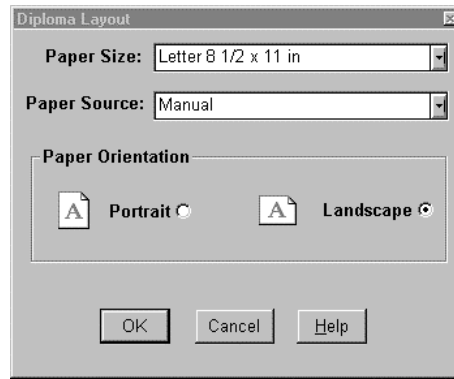 Diploma Layout
Paper Size: Letter 8 1/2 x 11 in
Paper Source: Manual
Paper Orientation
A Portrait A Landscape
OK Cancel Help